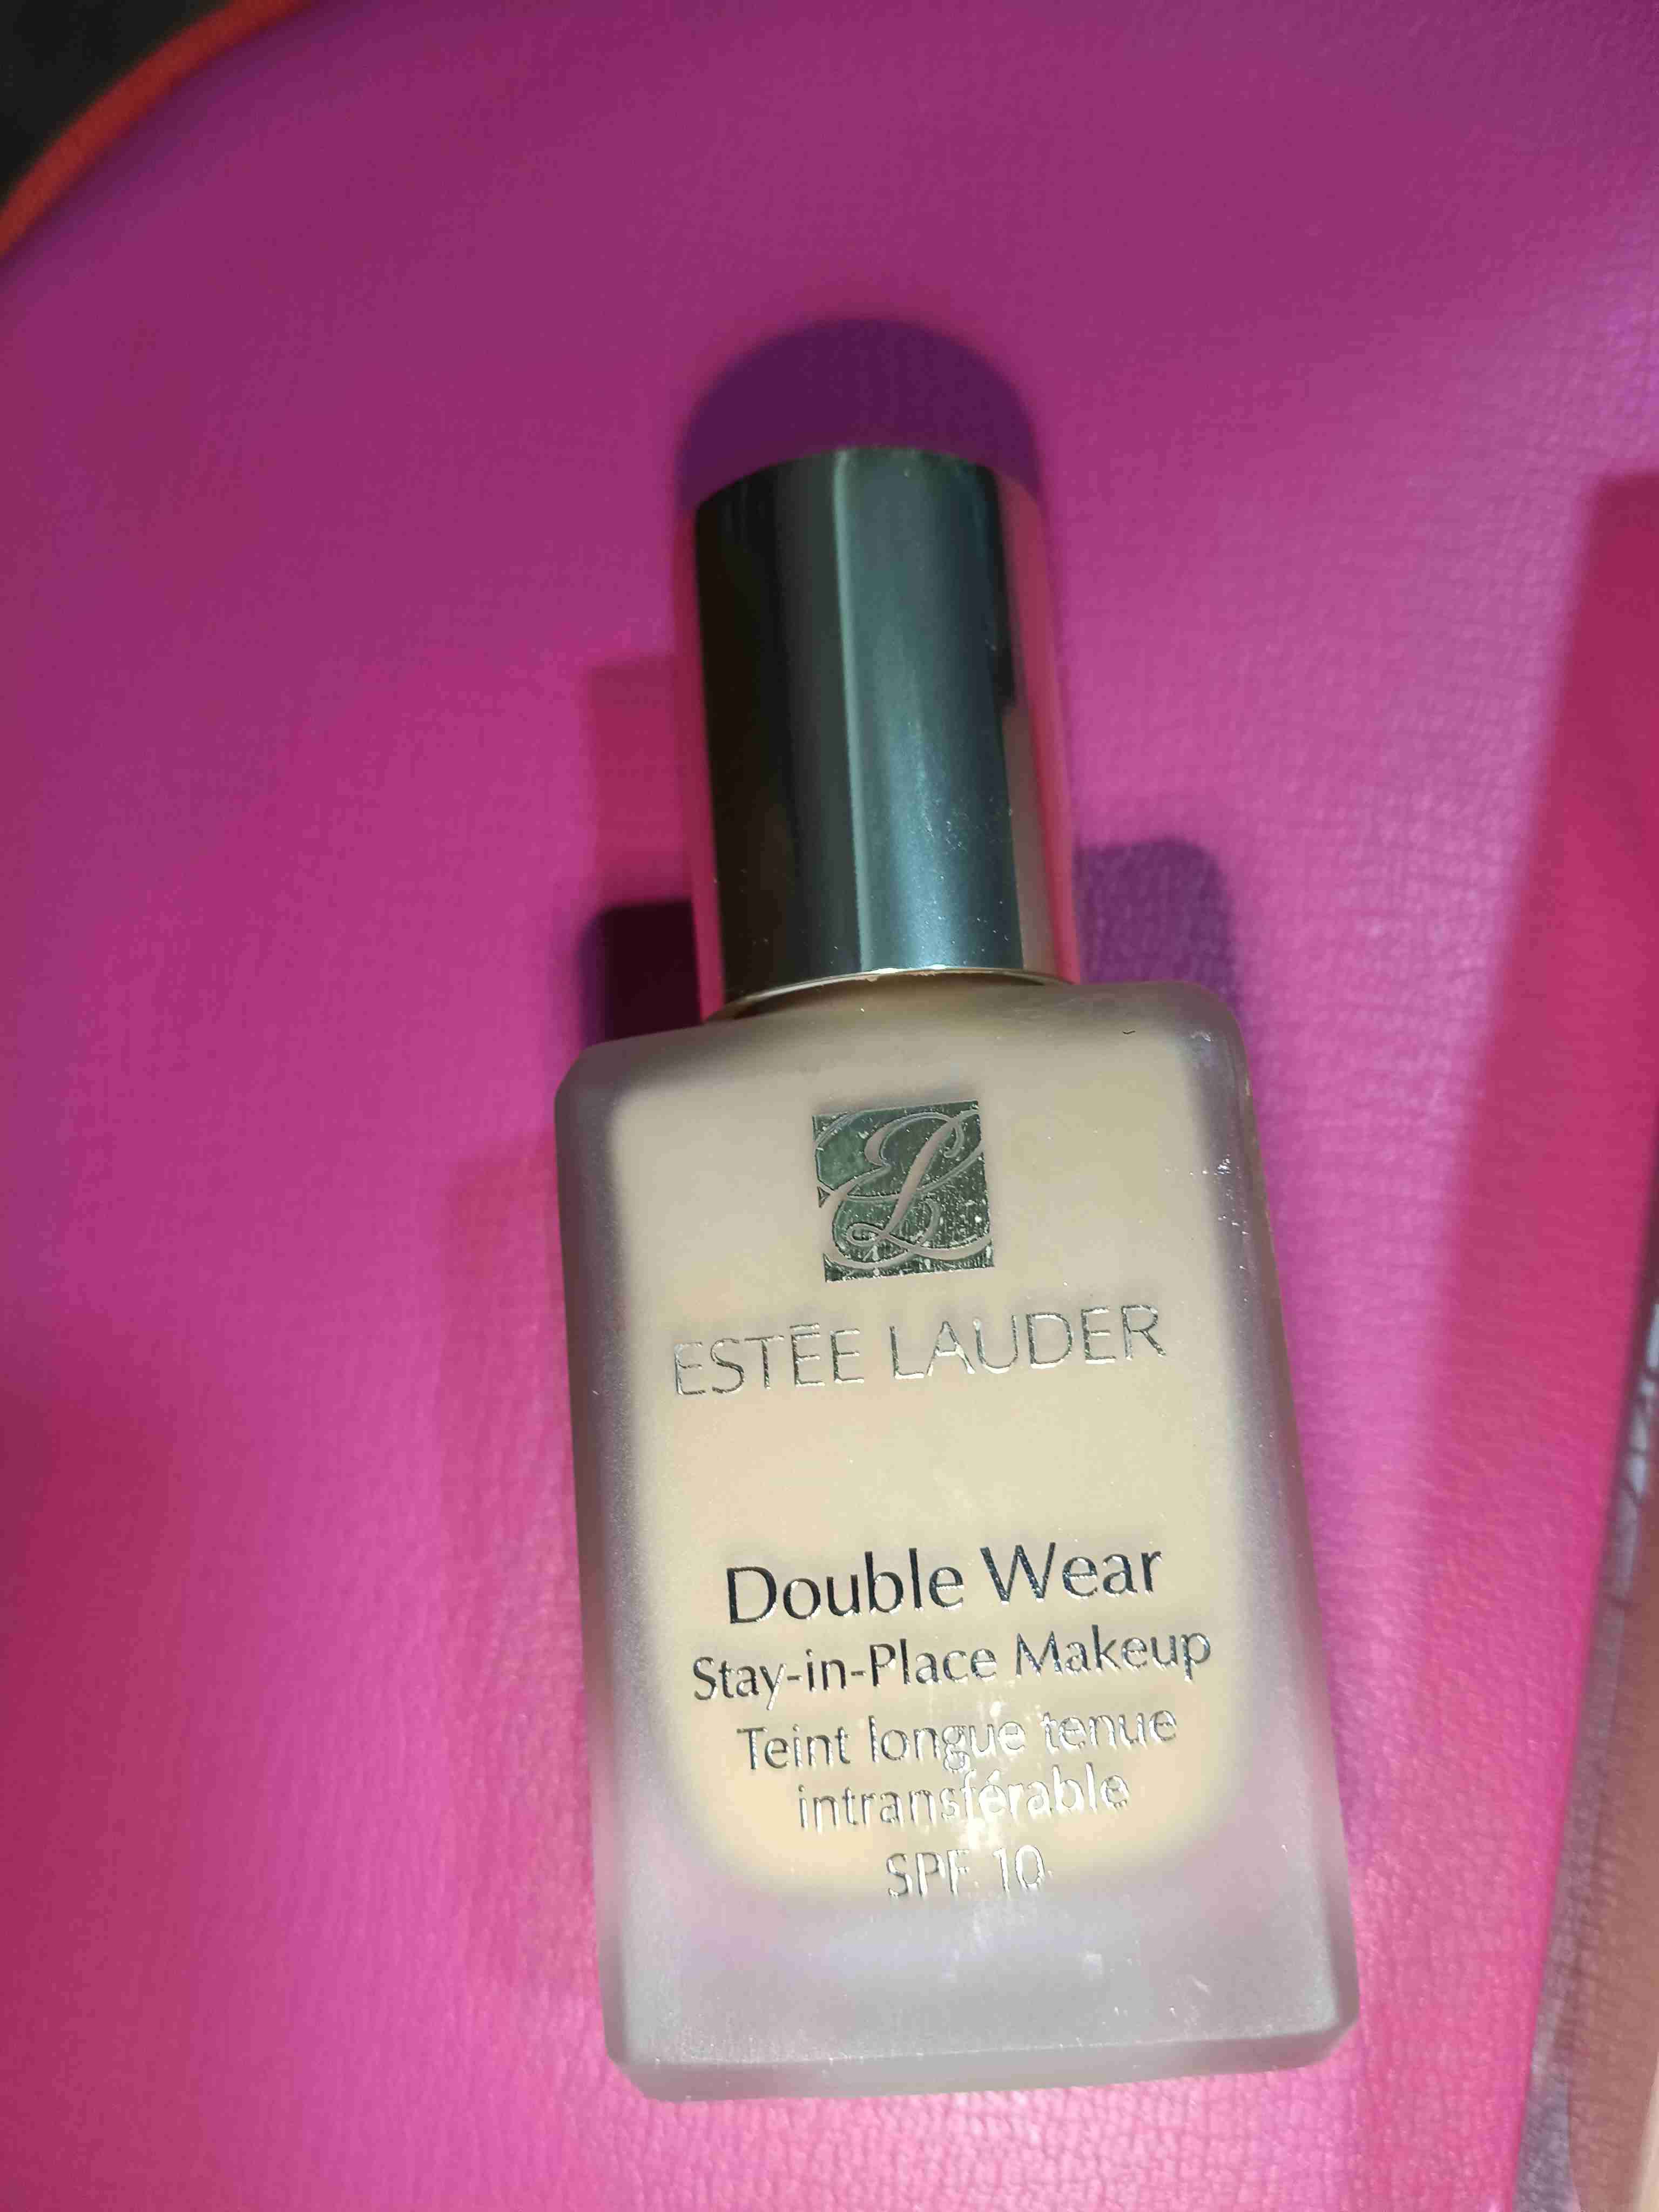 ESTĒE LAUDER
Double Wear
Stay-in-Place Makeup
Teint longue tenue
intransférable
SPF 10